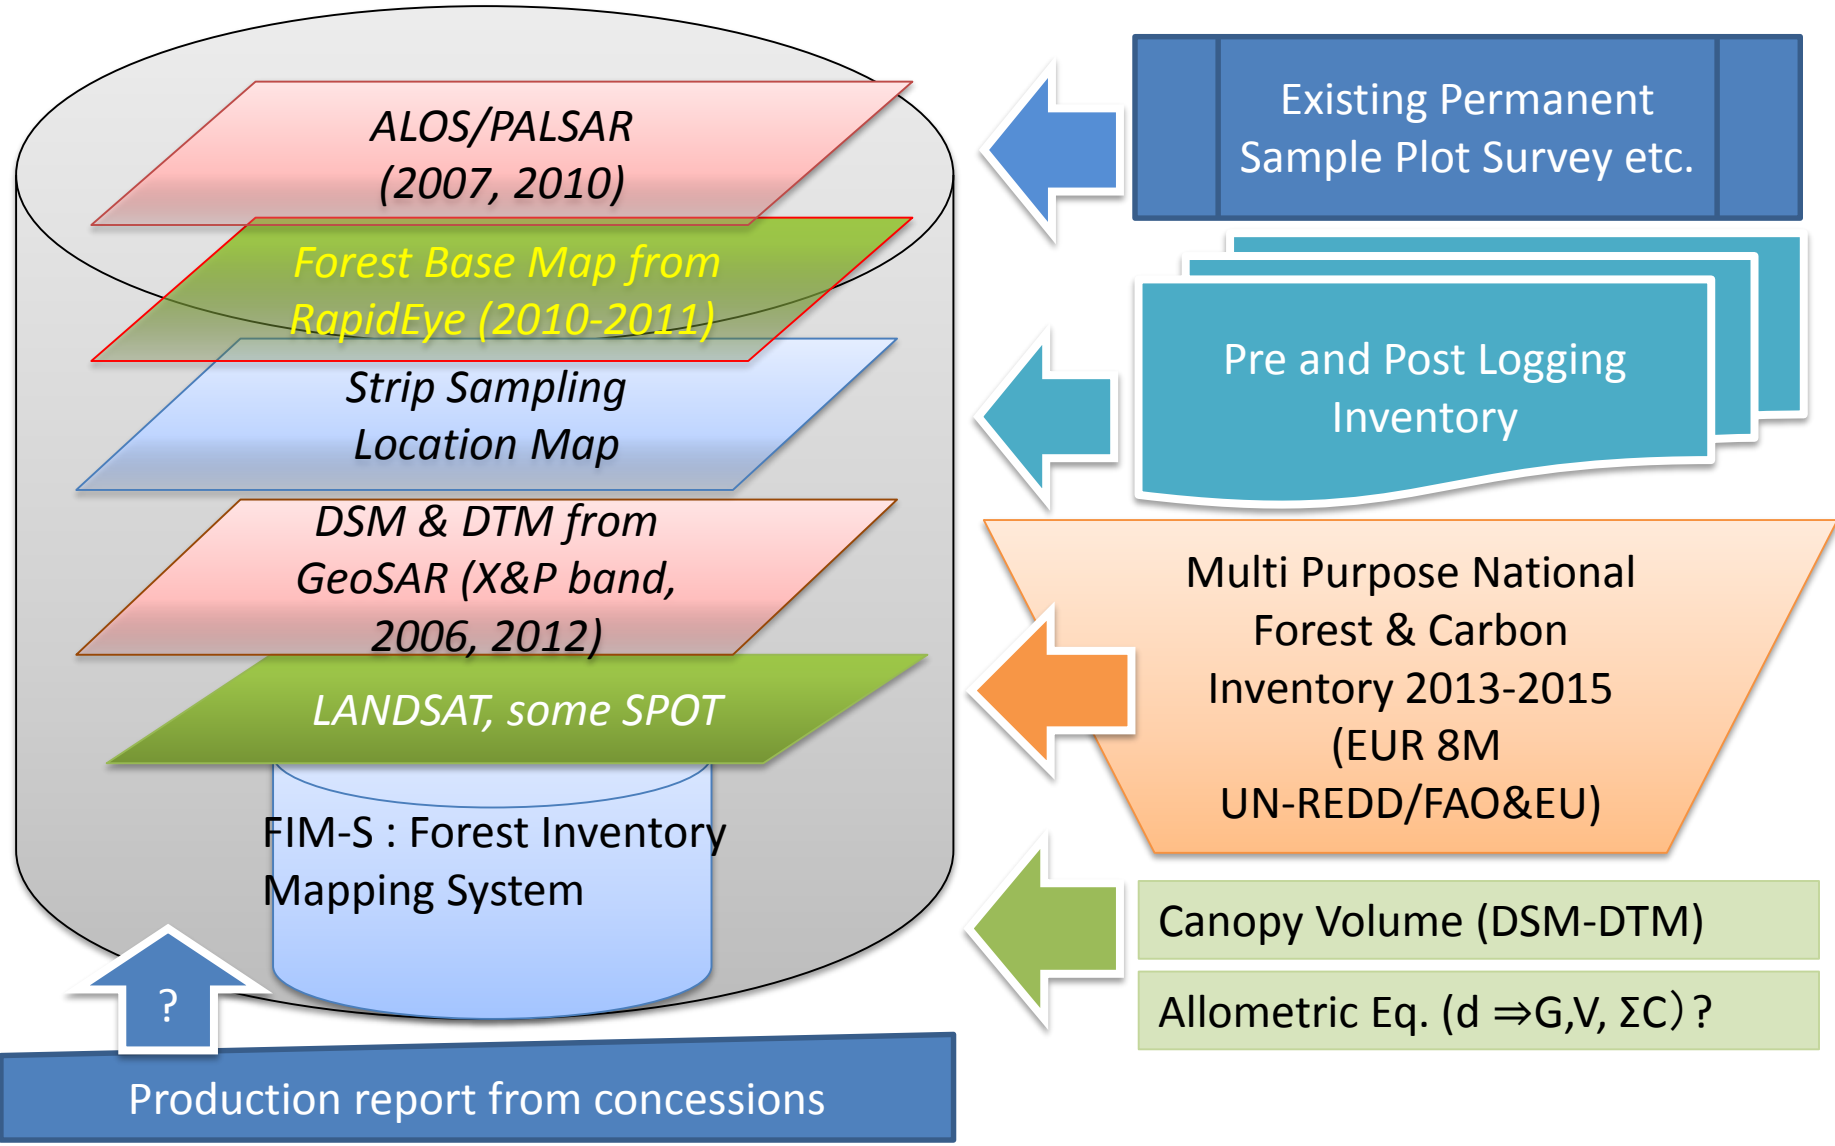 ALOS/PALSAR
(2007, 2010)
Forest Base Map from
RapidEye (2010-2011)
Strip Sampling
Location Map
DSM & DTM from
GeoSAR (X&P band,
2006, 2012)
LANDSAT, some SPOT
FIM-S : Forest Inventory
Mapping System
?
Production report from concessions
Existing Permanent
Sample Plot Survey etc.
Pre and Post Logging
Inventory
Multi Purpose National
Forest & Carbon
Inventory 2013-2015
(EUR 8M
UN-REDD/FAO&EU)
Canopy Volume (DSM-DTM)
Allometric Eq. (d ⇒G,V, ΣC）?